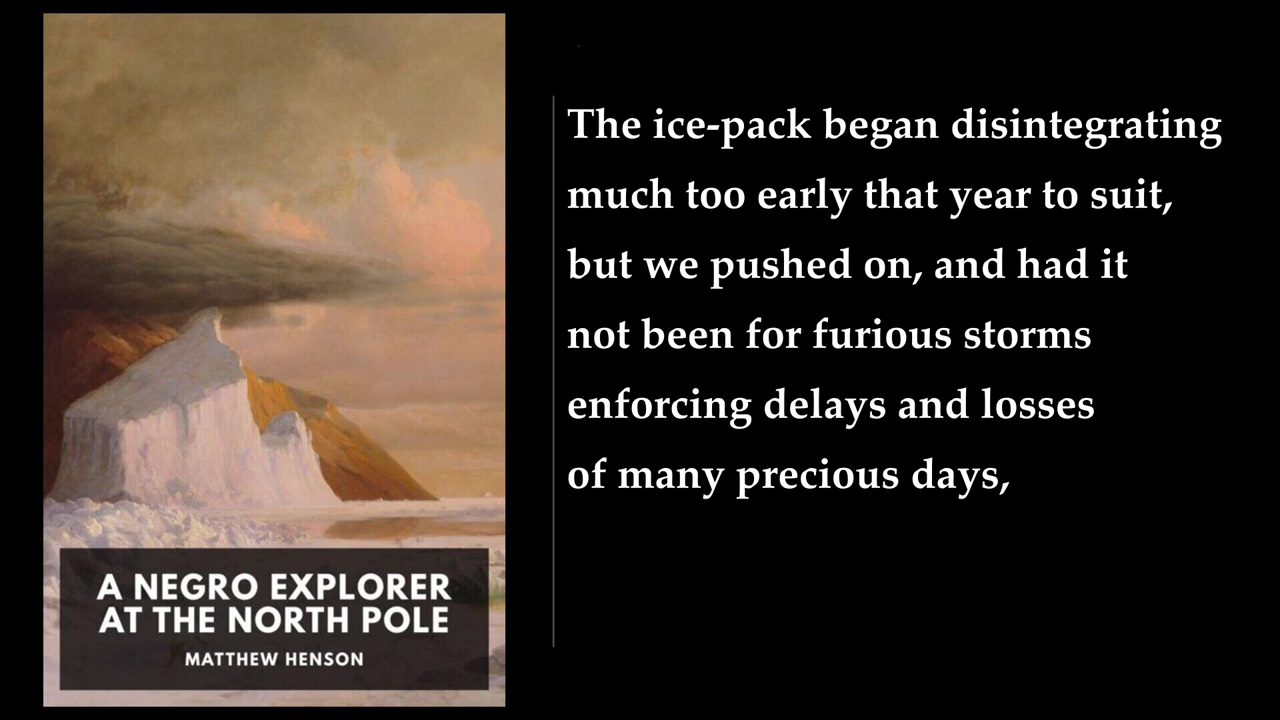 The ice-pack began disintegrating
much too early that year to suit,
but we pushed on, and had it
not been for furious storms
enforcing delays and losses
of many precious days,
A NEGRO EXPLORER
AT THE NORTH POLE
MATTHEW HENSON